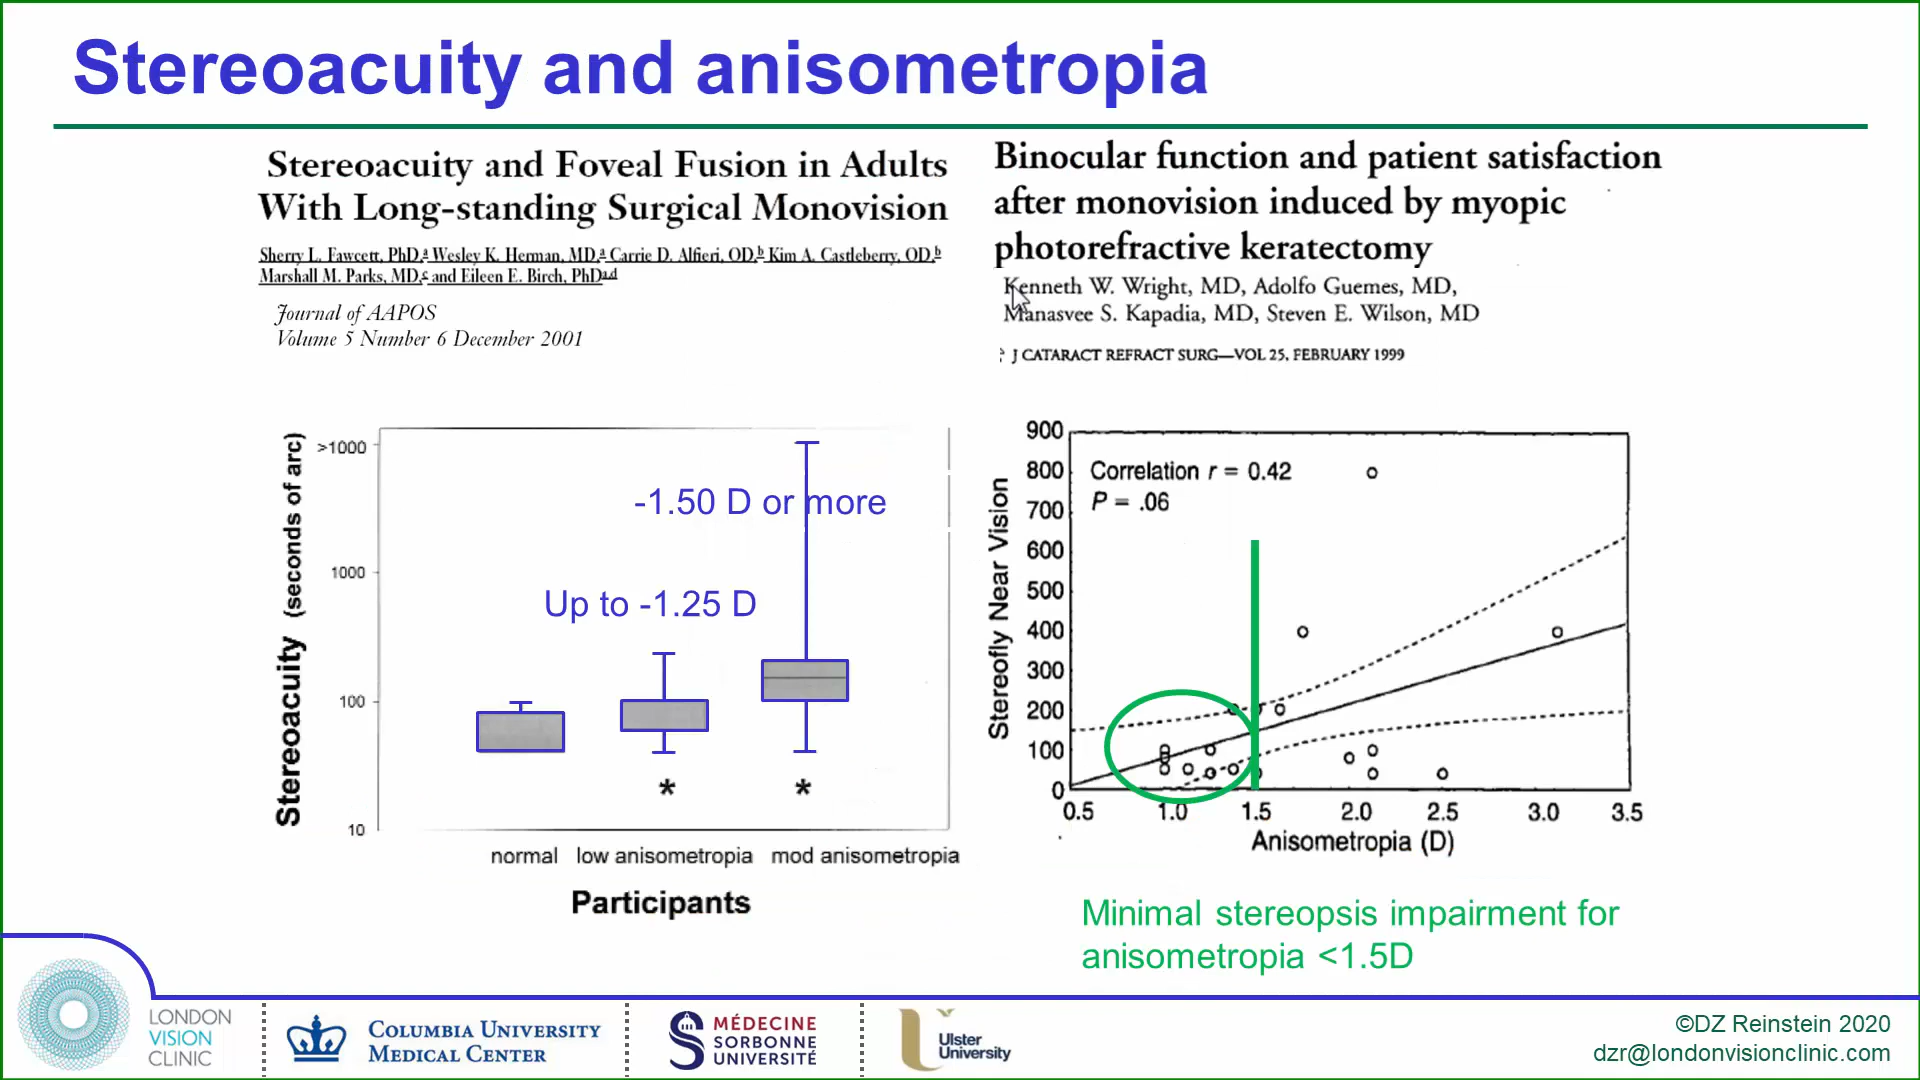 Stereoacuity and anisometropia
Stereoacuity and Foveal Fusion in Adults
With Long-standing Surgical Monovision
Sherry L. Fawcett, PhD,a Wesley K. Herman, MD,a Carrie D. Alfieri, OD,b Kim A. Castleberry, OD,b
Marshall M. Parks, MD,c and Eileen E. Birch, PhDa,d
Journal of AAPOS
Volume 5 Number 6 December 2001
Binocular function and patient satisfaction
after monovision induced by myopic
photorefractive keratectomy
Kenneth W. Wright, MD, Adolfo Guemes, MD,
Manasvee S. Kapadia, MD, Steven E. Wilson, MD
J CATARACT REFRACT SURG—VOL 25, FEBRUARY 1999
Stereoacuity (seconds of arc)
>1000
1000
100
10
-1.50 D or more
Up to -1.25 D
* *
normal low anisometropia mod anisometropia
Participants
Stereofly Near Vision
900
800
700
600
500
400
300
200
100
0
Correlation r = 0.42
P = .06
0.5 1.0 1.5 2.0 2.5 3.0 3.5
Anisometropia (D)
Minimal stereopsis impairment for
anisometropia <1.5D
LONDON
VISION
CLINIC
COLUMBIA UNIVERSITY
MEDICAL CENTER
MÉDECINE
SORBONNE
UNIVERSITÉ
Ulster
University
©DZ Reinstein 2020
dzr@londonvisionclinic.com